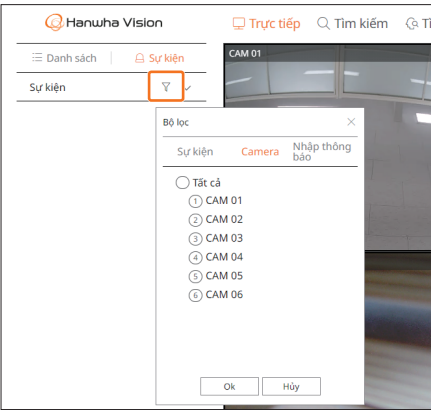 Hanwha Vision
Trực tiếp
Tìm kiếm
Danh sách
Sự kiện
CAM 01
Sự kiện
Bộ lọc
Sự kiện
Camera
Nhập thông
báo
Tất cả
1 CAM 01
2 CAM 02
3 CAM 03
4 CAM 04
5 CAM 05
6 CAM 06
Ok
Hủy